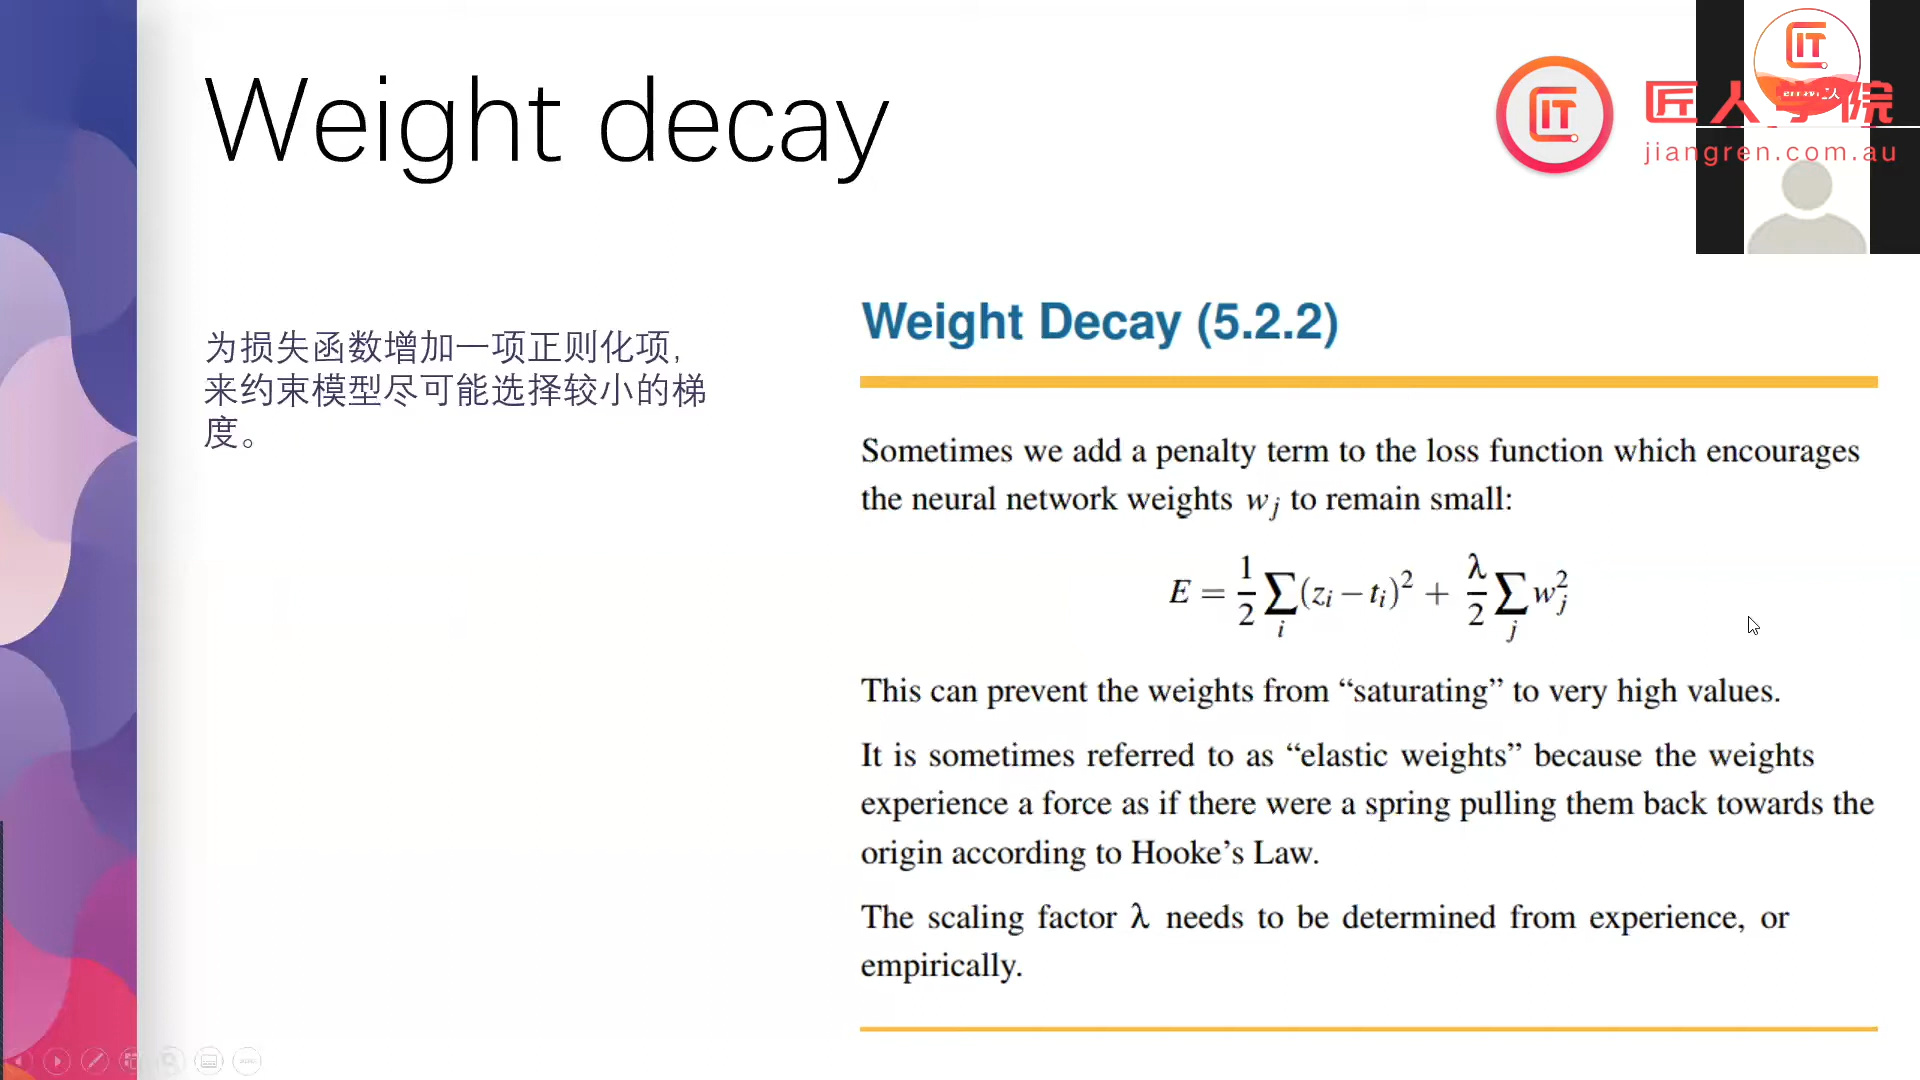 Weight decay
匠人学院
jiangren.com.au
为损失函数增加一项正则化项,
来约束模型尽可能选择较小的梯
度。
Weight Decay (5.2.2)
Sometimes we add a penalty term to the loss function which encourages
the neural network weights w_j to remain small:
E = \frac{1}{2} \sum_i (z_i - t_i)^2 + \frac{λ}{2} \sum_j w_j^2
This can prevent the weights from “saturating” to very high values.
It is sometimes referred to as “elastic weights” because the weights
experience a force as if there were a spring pulling them back towards the
origin according to Hooke’s Law.
The scaling factor λ needs to be determined from experience, or
empirically.